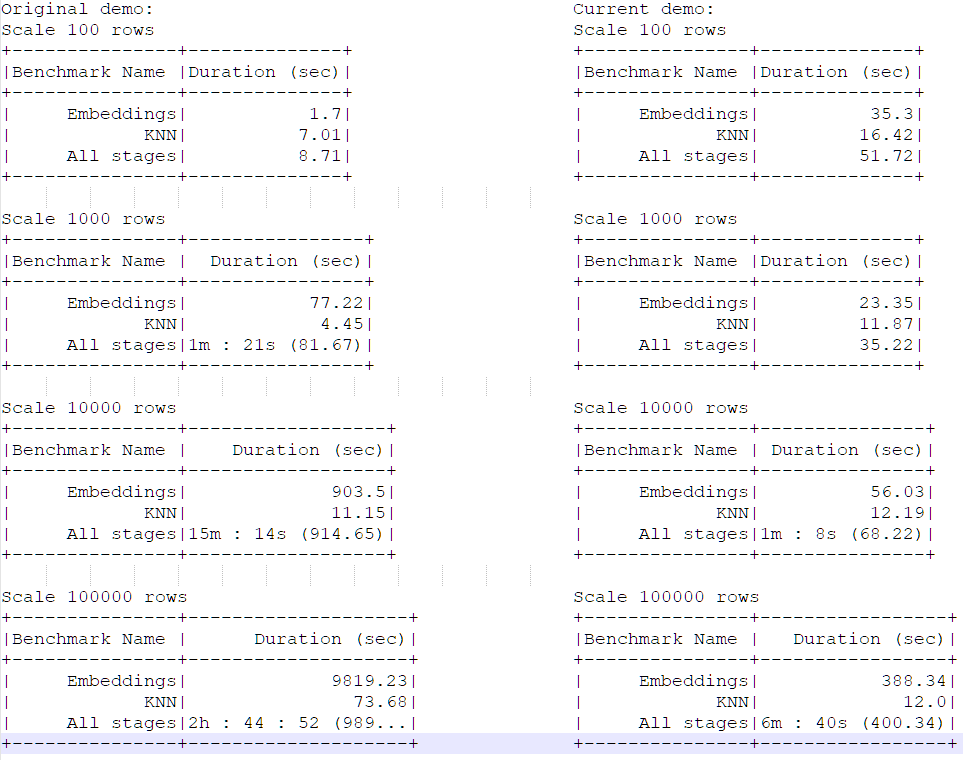 Original demo: Current demo:
Scale 100 rows Scale 100 rows
+---------------+--------------+ +---------------+--------------+
|Benchmark Name |Duration (sec)| |Benchmark Name |Duration (sec)|
+---------------+--------------+ +---------------+--------------+
| Embeddings| 1.7| | Embeddings| 35.3|
| KNN| 7.01| | KNN| 16.42|
| All stages| 8.71| | All stages| 51.72|
+---------------+--------------+ +---------------+--------------+
Scale 1000 rows Scale 1000 rows
+---------------+----------------+ +---------------+--------------+
|Benchmark Name | Duration (sec)| |Benchmark Name |Duration (sec)|
+---------------+----------------+ +---------------+--------------+
| Embeddings| 77.22| | Embeddings| 23.35|
| KNN| 4.45| | KNN| 11.87|
| All stages|1m : 21s (81.67)| | All stages| 35.22|
+---------------+----------------+ +---------------+--------------+
Scale 10000 rows Scale 10000 rows
+---------------+------------------+ +---------------+---------------+
|Benchmark Name | Duration (sec)| |Benchmark Name | Duration (sec)|
+---------------+------------------+ +---------------+---------------+
| Embeddings| 903.5| | Embeddings| 56.03|
| KNN| 11.15| | KNN| 12.19|
| All stages|15m : 14s (914.65)| | All stages|1m : 8s (68.22)|
+---------------+------------------+ +---------------+---------------+
Scale 100000 rows Scale 100000 rows
+---------------+--------------------+ +---------------+-----------------+
|Benchmark Name | Duration (sec)| |Benchmark Name | Duration (sec)|
+---------------+--------------------+ +---------------+-----------------+
| Embeddings| 9819.23| | Embeddings| 388.34|
| KNN| 73.68| | KNN| 12.0|
| All stages|2h : 44 : 52 (989...| | All stages|6m : 40s (400.34)|
+---------------+--------------------+ +---------------+-----------------+